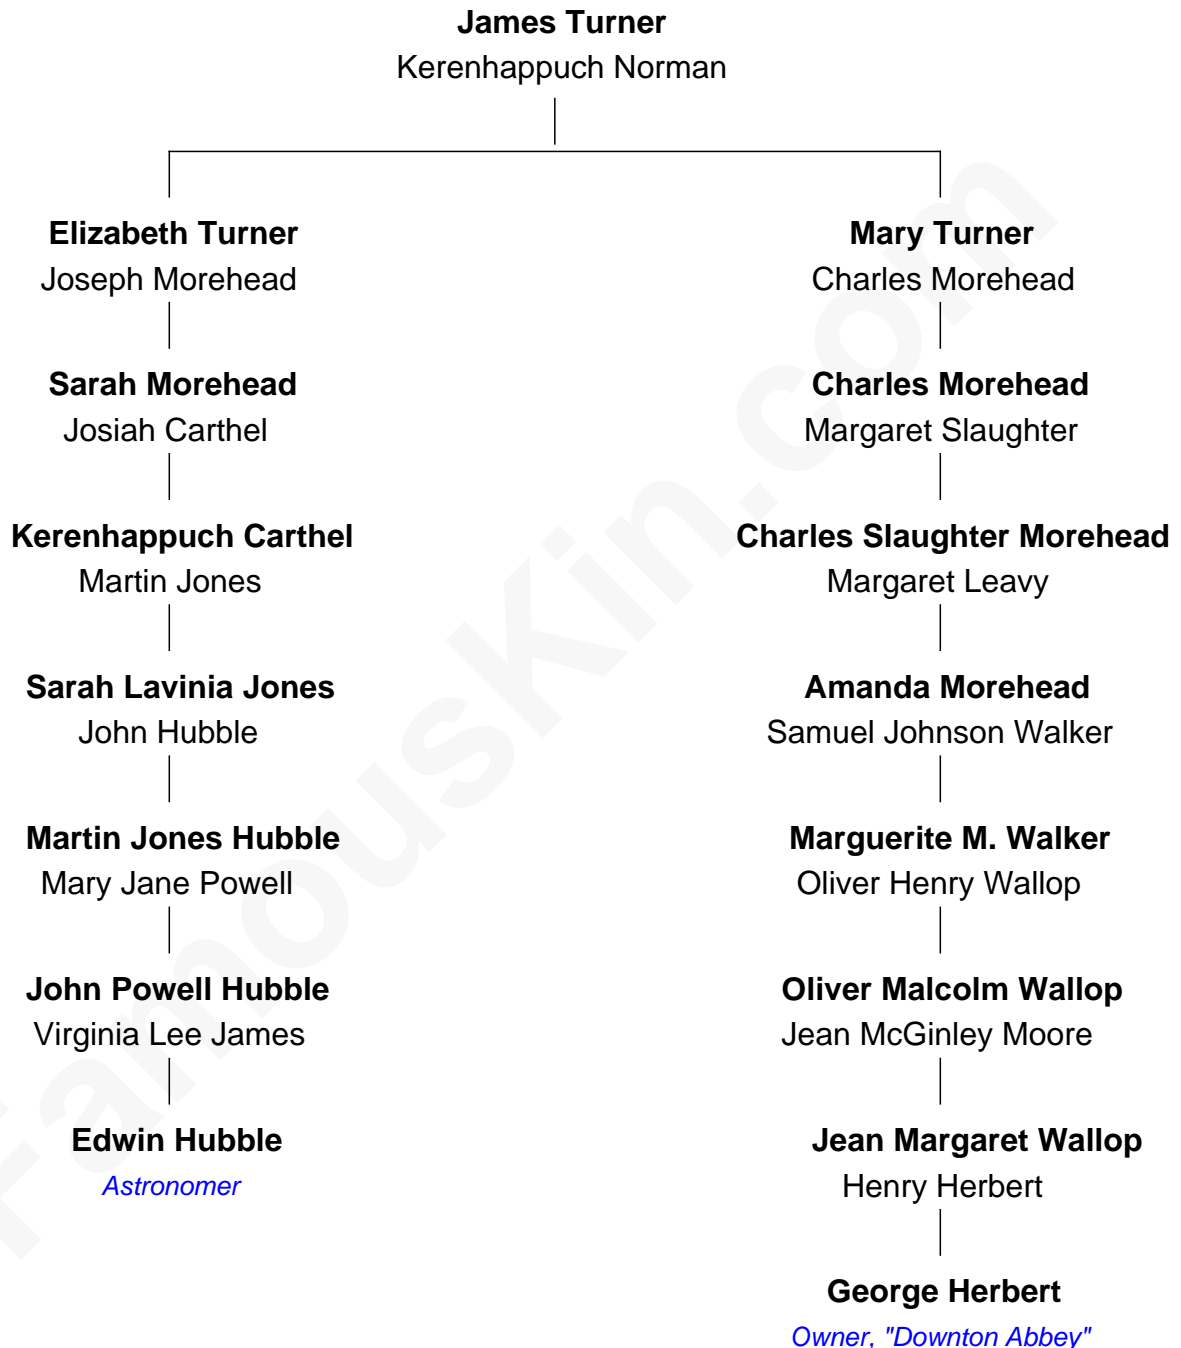 James Turner
Kerenhappuch Norman
Elizabeth Turner
Joseph Morehead
Mary Turner
Charles Morehead
Sarah Morehead
Josiah Carthel
Charles Morehead
Margaret Slaughter
Kerenhappuch Carthel
Martin Jones
Charles Slaughter Morehead
Margaret Leavy
Sarah Lavinia Jones
John Hubble
Amanda Morehead
Samuel Johnson Walker
Martin Jones Hubble
Mary Jane Powell
Marguerite M. Walker
Oliver Henry Wallop
John Powell Hubble
Virginia Lee James
Oliver Malcolm Wallop
Jean McGinley Moore
Edwin Hubble
Astronomer
Jean Margaret Wallop
Henry Herbert
George Herbert
Owner, "Downton Abbey"
FamousKin.com